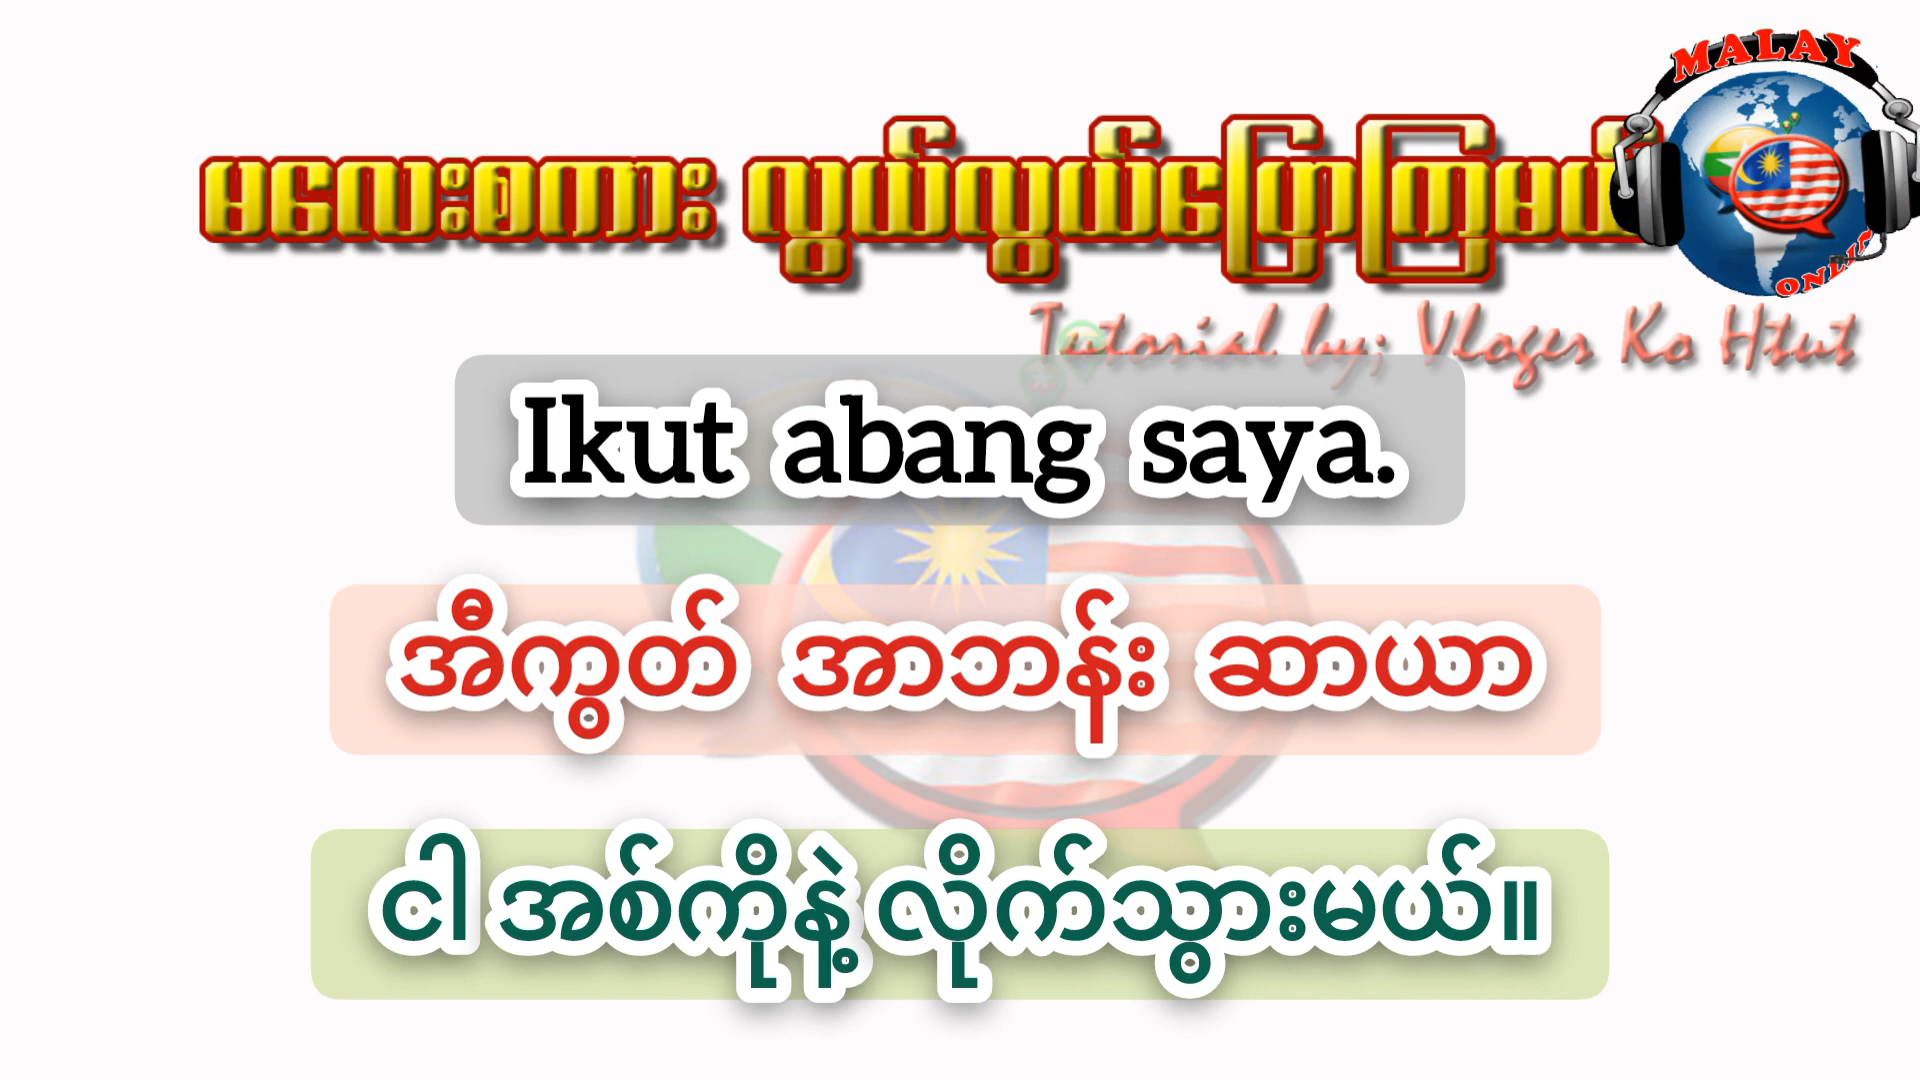 MALAY
မလေးစကား လွယ်လွယ်ပြောကြမယ်
ONLINE
Tutorial by; Vloger Ko Htut
Ikut abang saya.
အီကွတ် အာဘန်း ဆာယာ
ငါ အစ်ကိုနဲ့ လိုက်သွားမယ်။